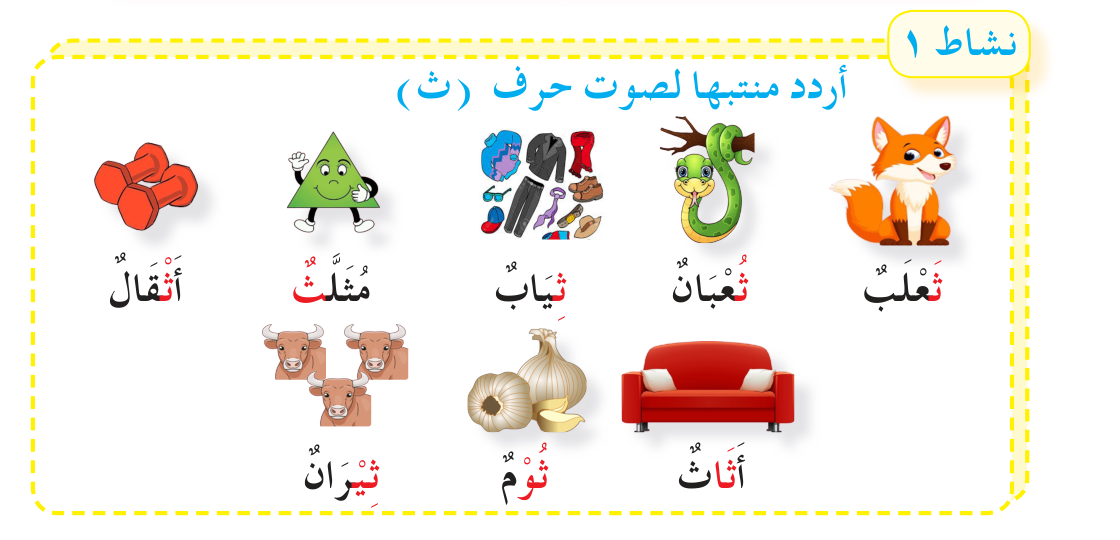 نشاط ١
أردد منتبها لصوت حرف (ث)
ثَعْلَبٌ ثُعْبَانٌ ثِيَابٌ مُثَلَّثٌ أَثْقَالٌ
أَثَاثٌ ثُوْمٌ ثِيْرَانٌ